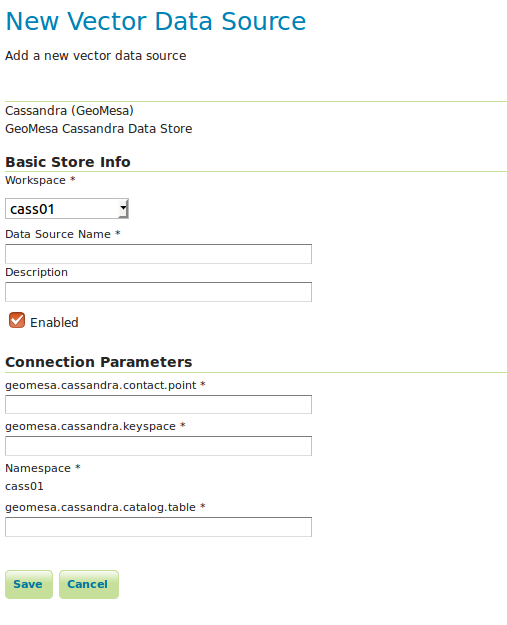 New Vector Data Source
Add a new vector data source
Cassandra (GeoMesa)
GeoMesa Cassandra Data Store
Basic Store Info
Workspace *
cass01
Data Source Name *
Description
Enabled
Connection Parameters
geomesa.cassandra.contact.point *
geomesa.cassandra.keyspace *
Namespace *
cass01
geomesa.cassandra.catalog.table *
Save Cancel